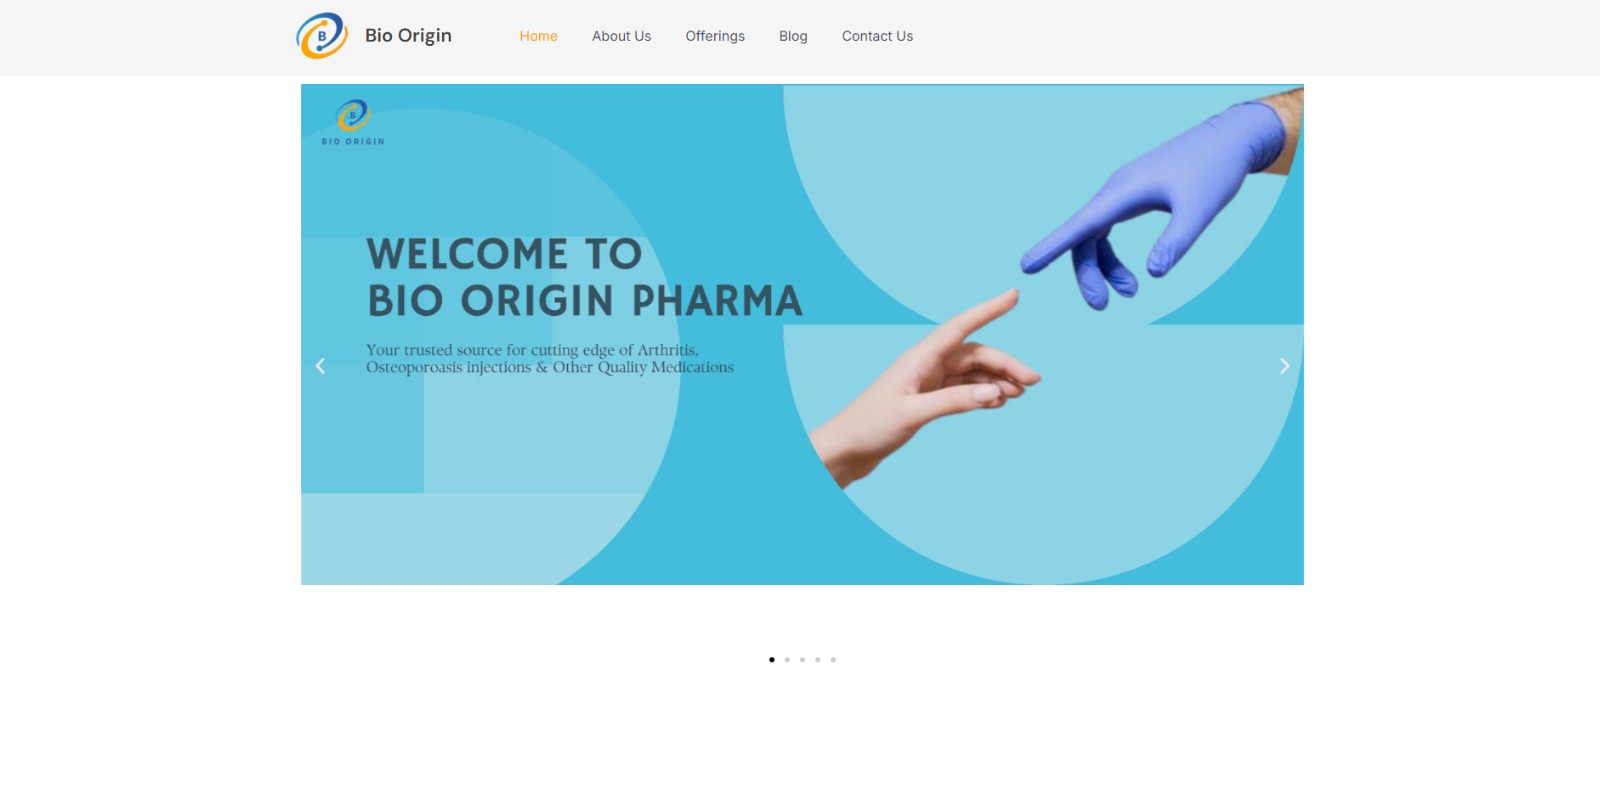 B
Bio Origin
Home
About Us
Offerings
Blog
Contact Us
B
BIO ORIGIN
WELCOME TO
BIO ORIGIN PHARMA
Your trusted source for cutting edge of Arthritis,
Osteoporoasis injections & Other Quality Medications